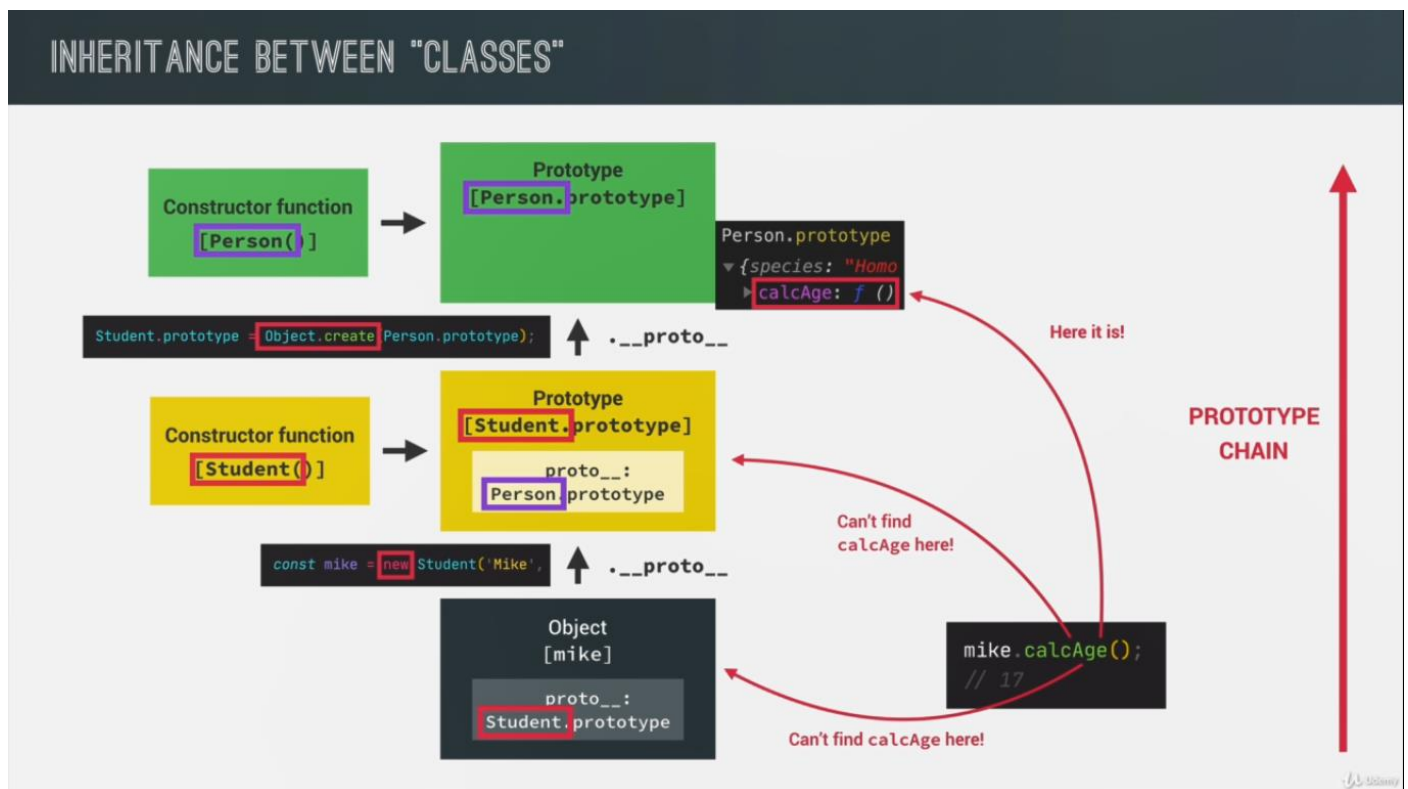 INHERITANCE BETWEEN "CLASSES"
Constructor function
[Person()]
Prototype
[Person.prototype]
Person.prototype
▼{species: "Homo
▶calcAge: ƒ ()
Student.prototype = Object.create(Person.prototype);
.__proto__
Here it is!
Constructor function
[Student()]
Prototype
[Student.prototype]
proto__:
Person.prototype
PROTOTYPE
CHAIN
Can't find
calcAge here!
const mike = new Student('Mike',
.__proto__
Object
[mike]
proto__:
Student.prototype
mike.calcAge();
// 17
Can't find calcAge here!
Udemy